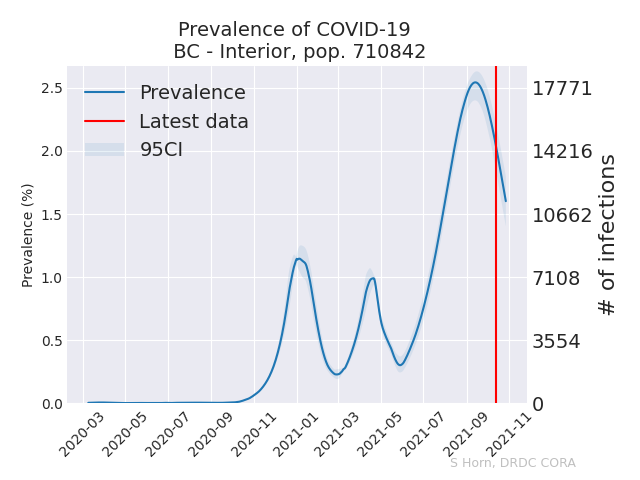 Prevalence of COVID-19
BC - Interior, pop. 710842
Prevalence
Latest data
95CI
Prevalence (%)
2.5
2.0
1.5
1.0
0.5
0.0
17771
14216
10662
7108
3554
0
# of infections
2020-03
2020-05
2020-07
2020-09
2020-11
2021-01
2021-03
2021-05
2021-07
2021-09
2021-11
S Horn, DRDC CORA